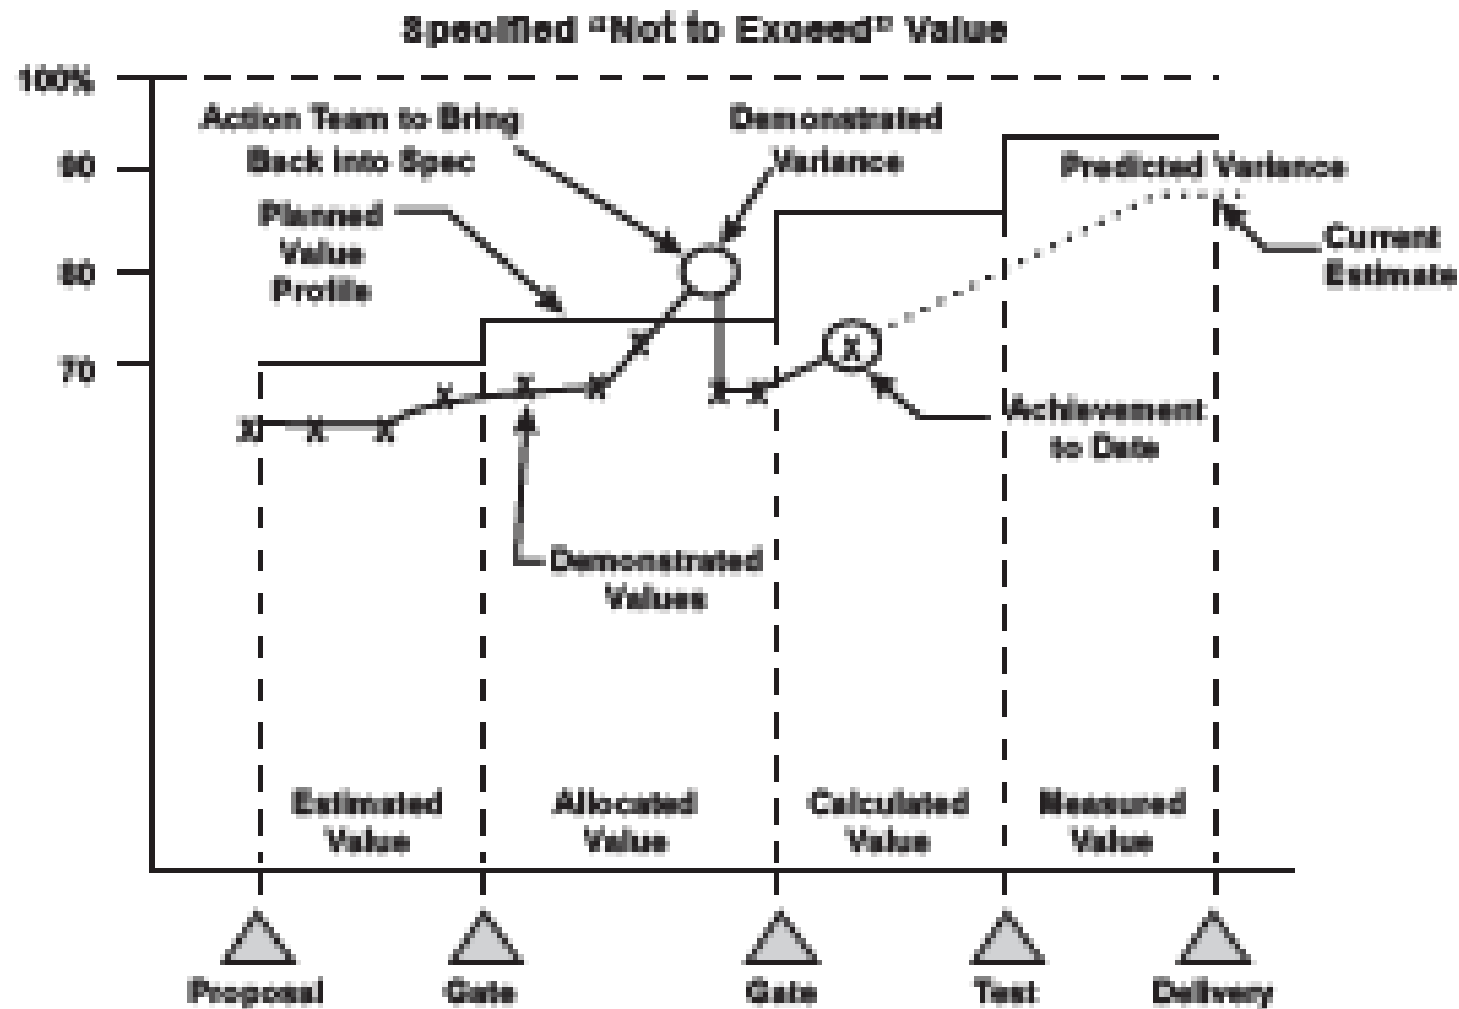 Specified "Not to Exceed" Value
100%
90
80
70
Action Team to Bring
Back into Spec
Demonstrated
Variance
Planned
Value
Profile
Predicted Variance
Current
Estimate
X X X X X X X X X X
Achievement
to Date
Demonstrated
Values
Estimated
Value
Allocated
Value
Calculated
Value
Measured
Value
Proposal
Gate
Gate
Test
Delivery